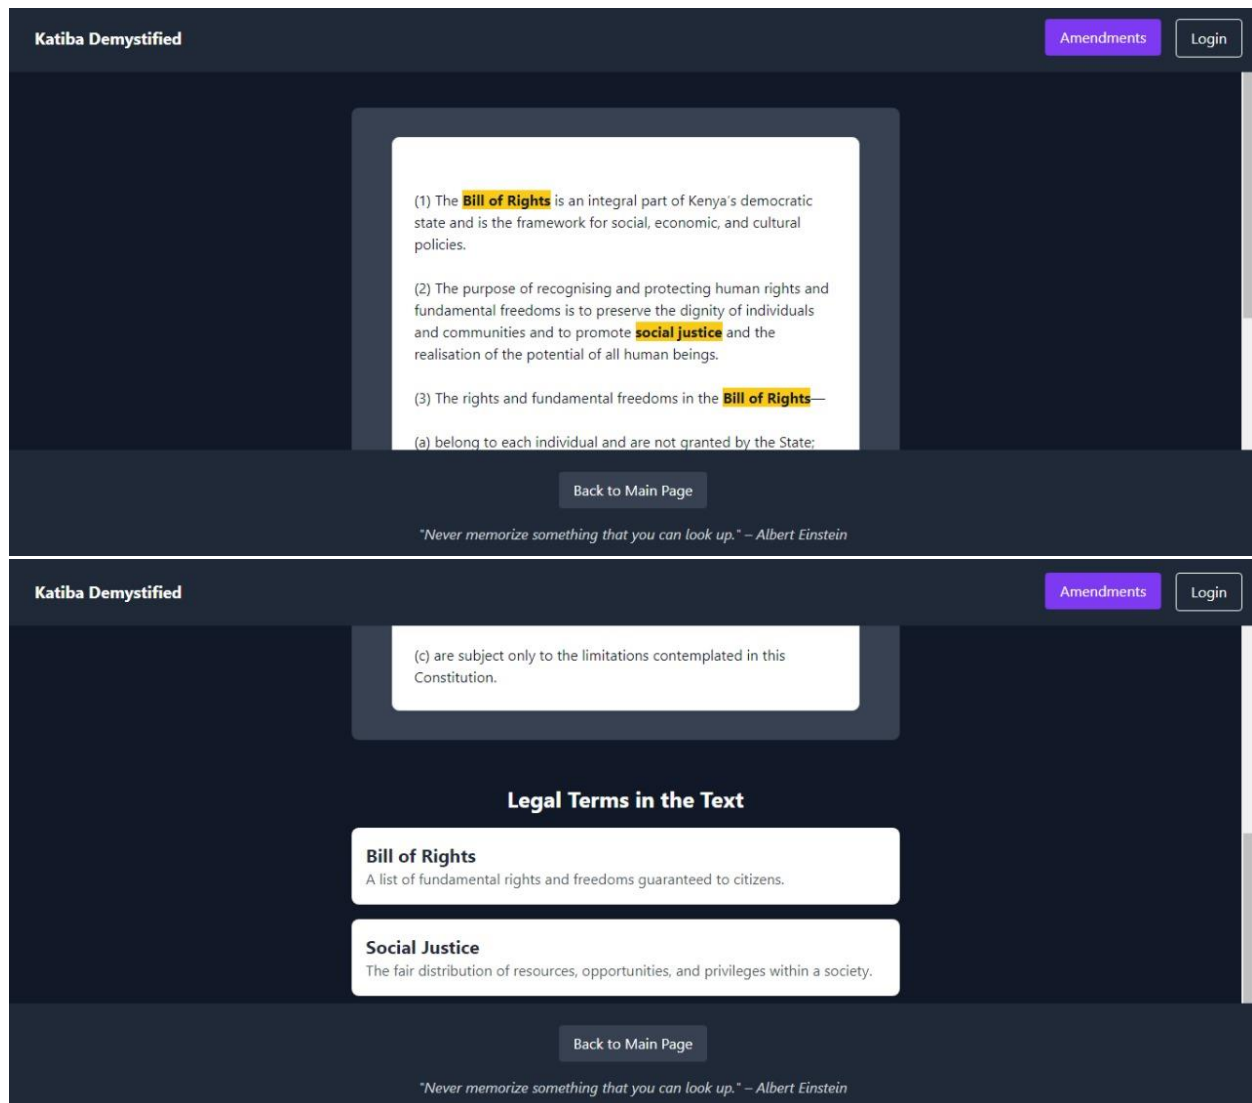 Katiba Demystified
Amendments
Login
(1) The Bill of Rights is an integral part of Kenya's democratic
state and is the framework for social, economic, and cultural
policies.
(2) The purpose of recognising and protecting human rights and
fundamental freedoms is to preserve the dignity of individuals
and communities and to promote social justice and the
realisation of the potential of all human beings.
(3) The rights and fundamental freedoms in the Bill of Rights—
(a) belong to each individual and are not granted by the State;
Back to Main Page
"Never memorize something that you can look up." – Albert Einstein
Katiba Demystified
Amendments
Login
(c) are subject only to the limitations contemplated in this
Constitution.
Legal Terms in the Text
Bill of Rights
A list of fundamental rights and freedoms guaranteed to citizens.
Social Justice
The fair distribution of resources, opportunities, and privileges within a society.
Back to Main Page
"Never memorize something that you can look up." – Albert Einstein